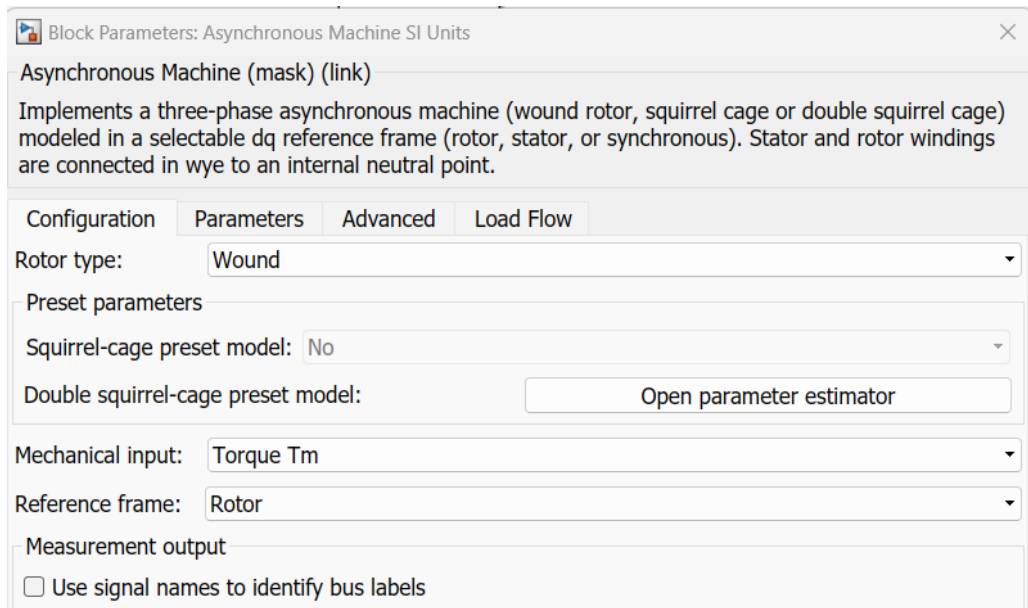 Block Parameters: Asynchronous Machine SI Units
Asynchronous Machine (mask) (link)
Implements a three-phase asynchronous machine (wound rotor, squirrel cage or double squirrel cage)
modeled in a selectable dq reference frame (rotor, stator, or synchronous). Stator and rotor windings
are connected in wye to an internal neutral point.
Configuration Parameters Advanced Load Flow
Rotor type: Wound
Preset parameters
Squirrel-cage preset model: No
Double squirrel-cage preset model: Open parameter estimator
Mechanical input: Torque Tm
Reference frame: Rotor
Measurement output
Use signal names to identify bus labels